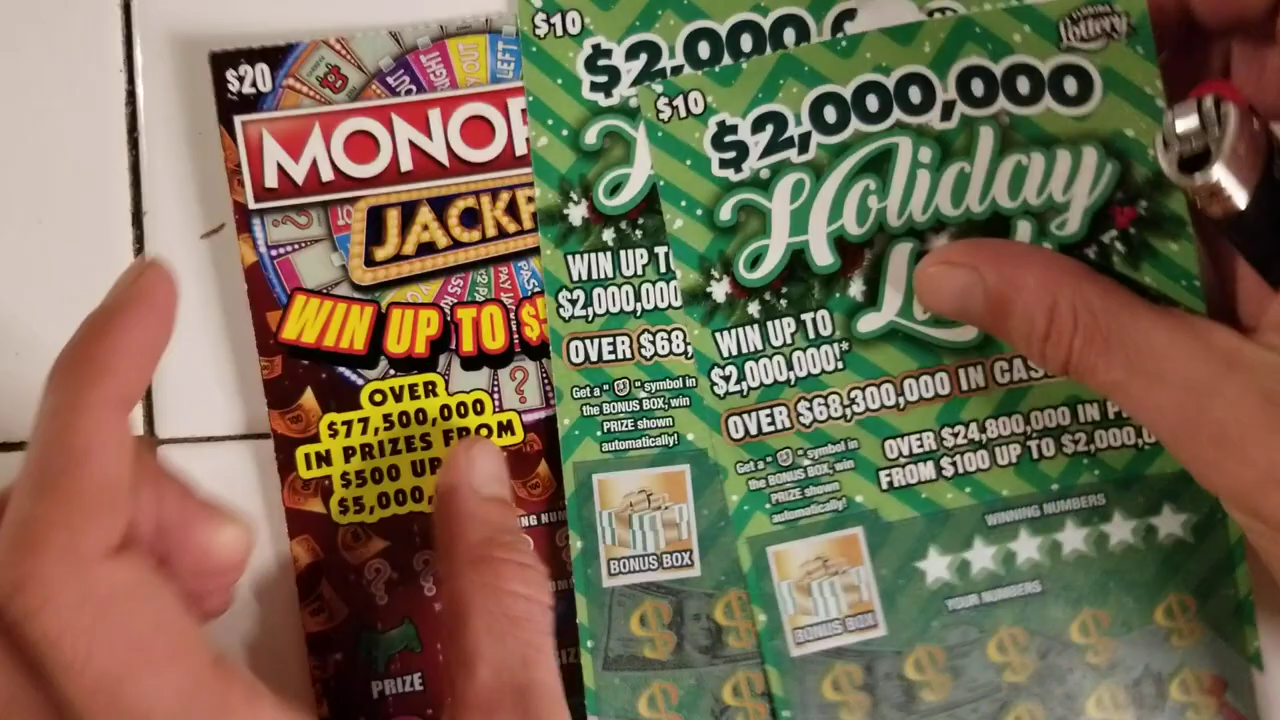 $20
MONOP
JACKP
WIN UP TO $5
OVER
$77,500,000
IN PRIZES FROM
$500 UP
$5,000,
PRIZE
$10
$2,000,
WIN UP T
$2,000,000
OVER $68,
Get a " " symbol in
the BONUS BOX, win
PRIZE shown
automatically!
BONUS BOX
$10
Lottery
$2,000,000
Holiday
WIN UP TO
$2,000,000!*
OVER $68,300,000 IN CAS
OVER $24,800,000 IN P
FROM $100 UP TO $2,000,0
Get a " " symbol in
the BONUS BOX, win
PRIZE shown
automatically!
BONUS BOX
WINNING NUMBERS
YOUR NUMBERS